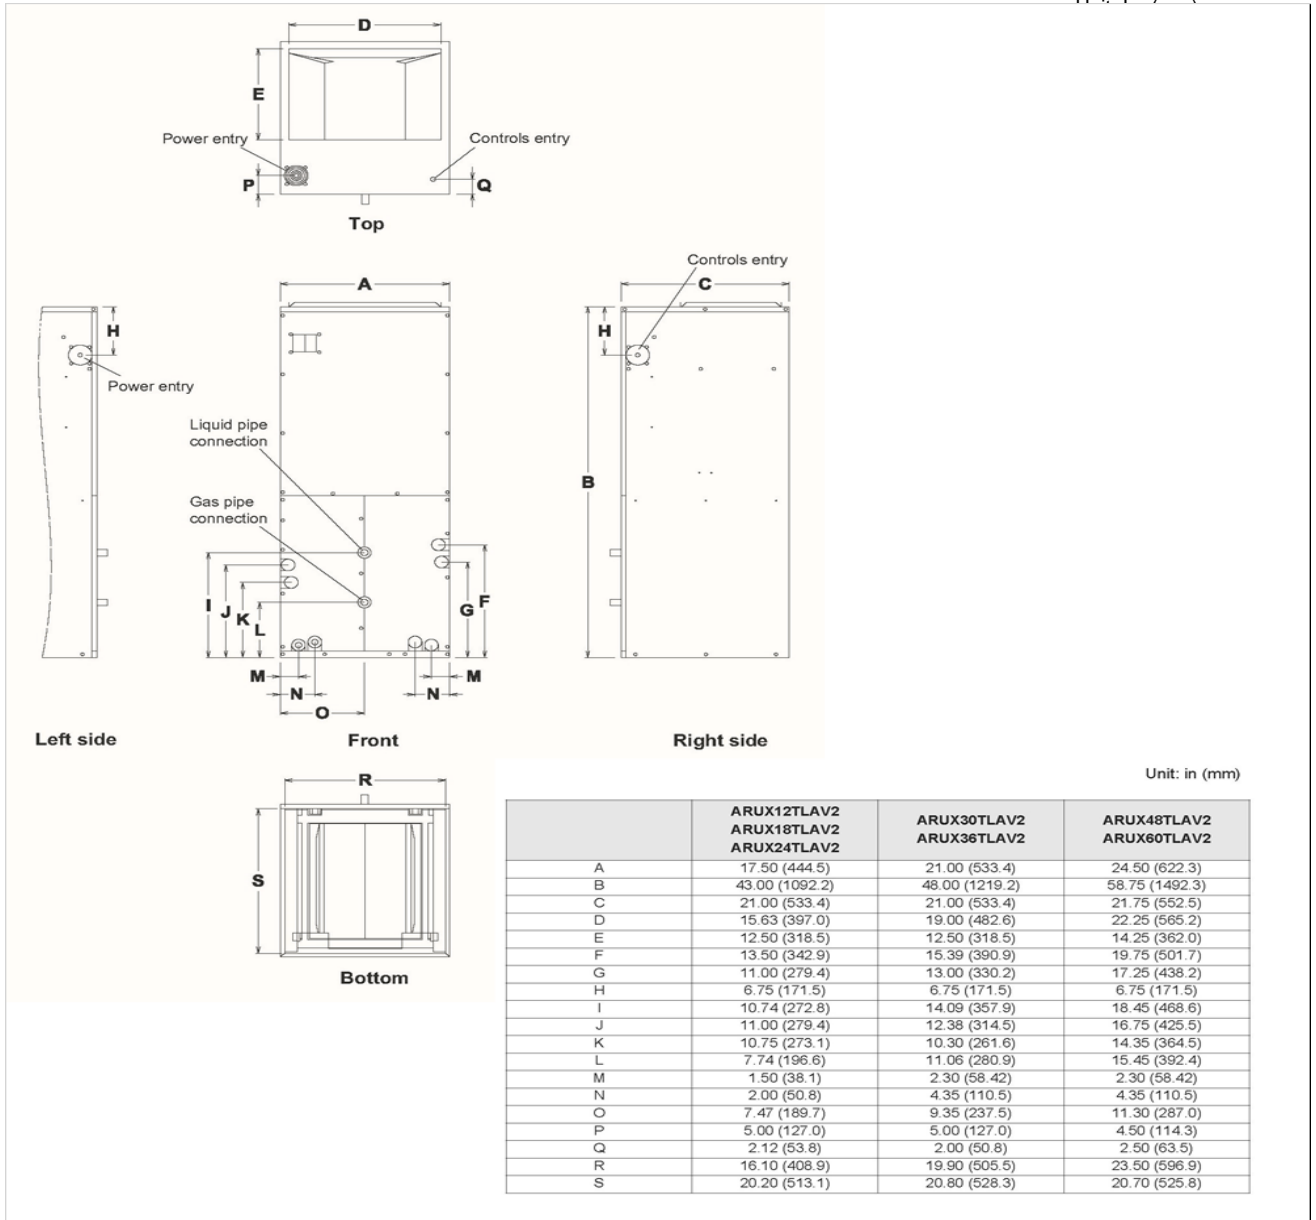 D
E
Power entry
Controls entry
P
Q
Top
Controls entry
A
C
H
H
Power entry
Liquid pipe
connection
B
Gas pipe
connection
I
J
K
L
G
F
M
M
N
N
O
Left side
Front
Right side
R
S
Bottom
Unit: in (mm)
ARUX12TLAV2
ARUX18TLAV2
ARUX24TLAV2
ARUX30TLAV2
ARUX36TLAV2
ARUX48TLAV2
ARUX60TLAV2
A 17.50 (444.5) 21.00 (533.4) 24.50 (622.3)
B 43.00 (1092.2) 48.00 (1219.2) 58.75 (1492.3)
C 21.00 (533.4) 21.00 (533.4) 21.75 (552.5)
D 15.63 (397.0) 19.00 (482.6) 22.25 (565.2)
E 12.50 (318.5) 12.50 (318.5) 14.25 (362.0)
F 13.50 (342.9) 15.39 (390.9) 19.75 (501.7)
G 11.00 (279.4) 13.00 (330.2) 17.25 (438.2)
H 6.75 (171.5) 6.75 (171.5) 6.75 (171.5)
I 10.74 (272.8) 14.09 (357.9) 18.45 (468.6)
J 11.00 (279.4) 12.38 (314.5) 16.75 (425.5)
K 10.75 (273.1) 10.30 (261.6) 14.35 (364.5)
L 7.74 (196.6) 11.06 (280.9) 15.45 (392.4)
M 1.50 (38.1) 2.30 (58.42) 2.30 (58.42)
N 2.00 (50.8) 4.35 (110.5) 4.35 (110.5)
O 7.47 (189.7) 9.35 (237.5) 11.30 (287.0)
P 5.00 (127.0) 5.00 (127.0) 4.50 (114.3)
Q 2.12 (53.8) 2.00 (50.8) 2.50 (63.5)
R 16.10 (408.9) 19.90 (505.5) 23.50 (596.9)
S 20.20 (513.1) 20.80 (528.3) 20.70 (525.8)